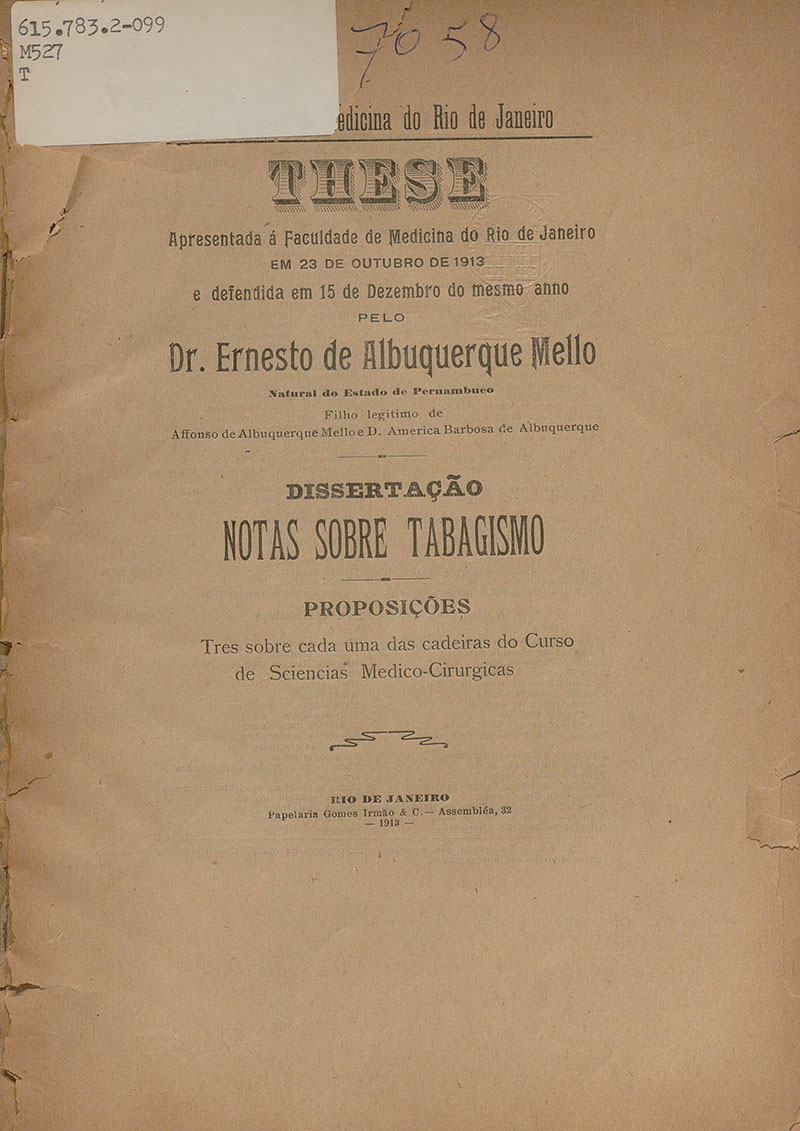 615.783.2-099
M527
T
7058
edicina do Rio de Janeiro
THESE
Apresentada á Faculdade de Medicina do Rio de Janeiro
EM 23 DE OUTUBRO DE 1913
e defendida em 15 de Dezembro do mesmo anno
PELO
Dr. Ernesto de Albuquerque Mello
Natural do Estado de Pernambuco
Filho legitimo de
Affonso de Albuquerque Mello e D. America Barbosa de Albuquerque
DISSERTAÇÃO
NOTAS SOBRE TABAGISMO
PROPOSIÇÕES
Tres sobre cada uma das cadeiras do Curso
de Sciencias Medico-Cirurgicas
RIO DE JANEIRO
Papelaria Gomes Irmão & C.— Assembléa, 32
— 1913 —